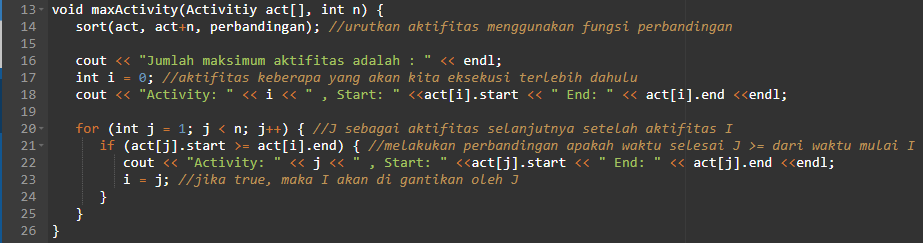 13 void maxActivity(Activitiy act[], int n) {
14 sort(act, act+n, perbandingan); //urutkan aktifitas menggunakan fungsi perbandingan
15
16 cout << "Jumlah maksimum aktifitas adalah : " << endl;
17 int i = 0; //aktifitas keberapa yang akan kita eksekusi terlebih dahulu
18 cout << "Activity: " << i << " , Start: " <<act[i].start << " End: " << act[i].end <<endl;
19
20 for (int j = 1; j < n; j++) { //J sebagai aktifitas selanjutnya setelah aktifitas I
21 if (act[j].start >= act[i].end) { //melakukan perbandingan apakah waktu selesai J >= dari waktu mulai I
22 cout << "Activity: " << j << " , Start: " <<act[j].start << " End: " << act[j].end <<endl;
23 i = j; //jika true, maka I akan di gantikan oleh J
24 }
25 }
26 }